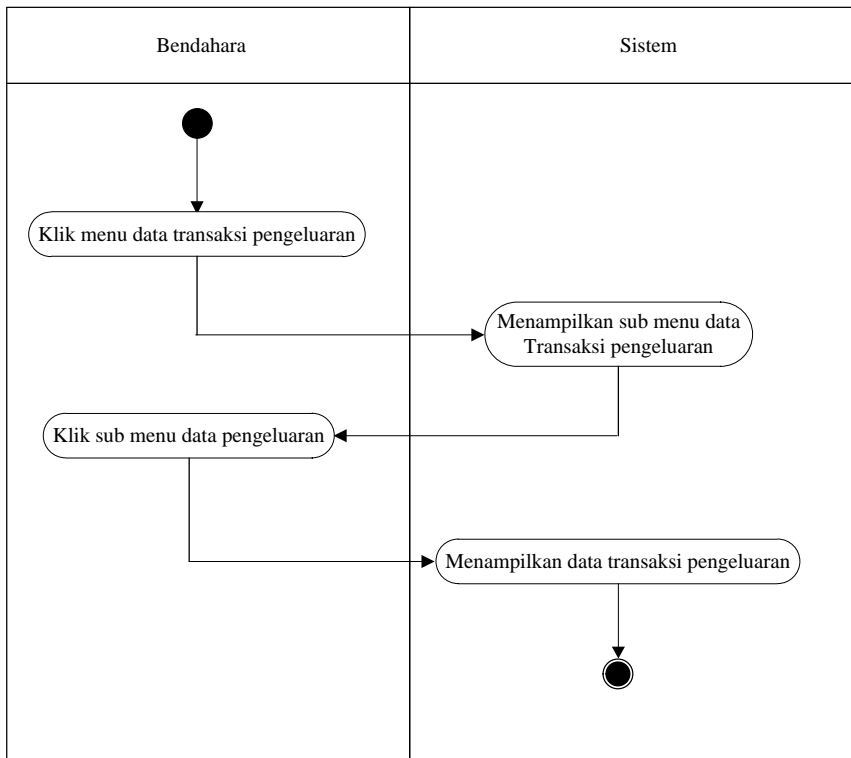 Bendahara
Sistem
Klik menu data transaksi pengeluaran
Menampilkan sub menu data
Transaksi pengeluaran
Klik sub menu data pengeluaran
Menampilkan data transaksi pengeluaran